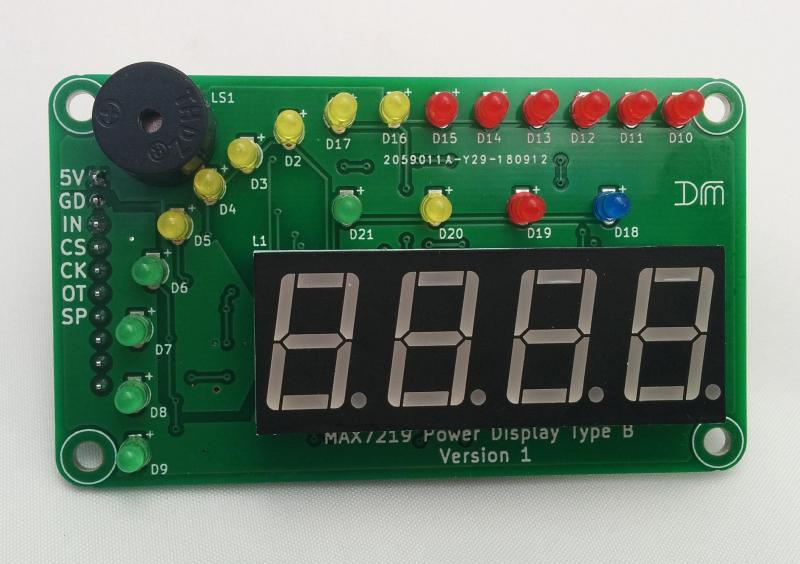 LS1
D17
D16
D15
D14
D13
D12
D11
D10
D2
D3
D4
D5
D6
D7
D8
D9
2059011A-Y29-180912
DM
5V
GD
IN
CS
CK
OT
SP
D21
D20
D19
D18
L1
MAX7219 Power Display Type B
Version 1